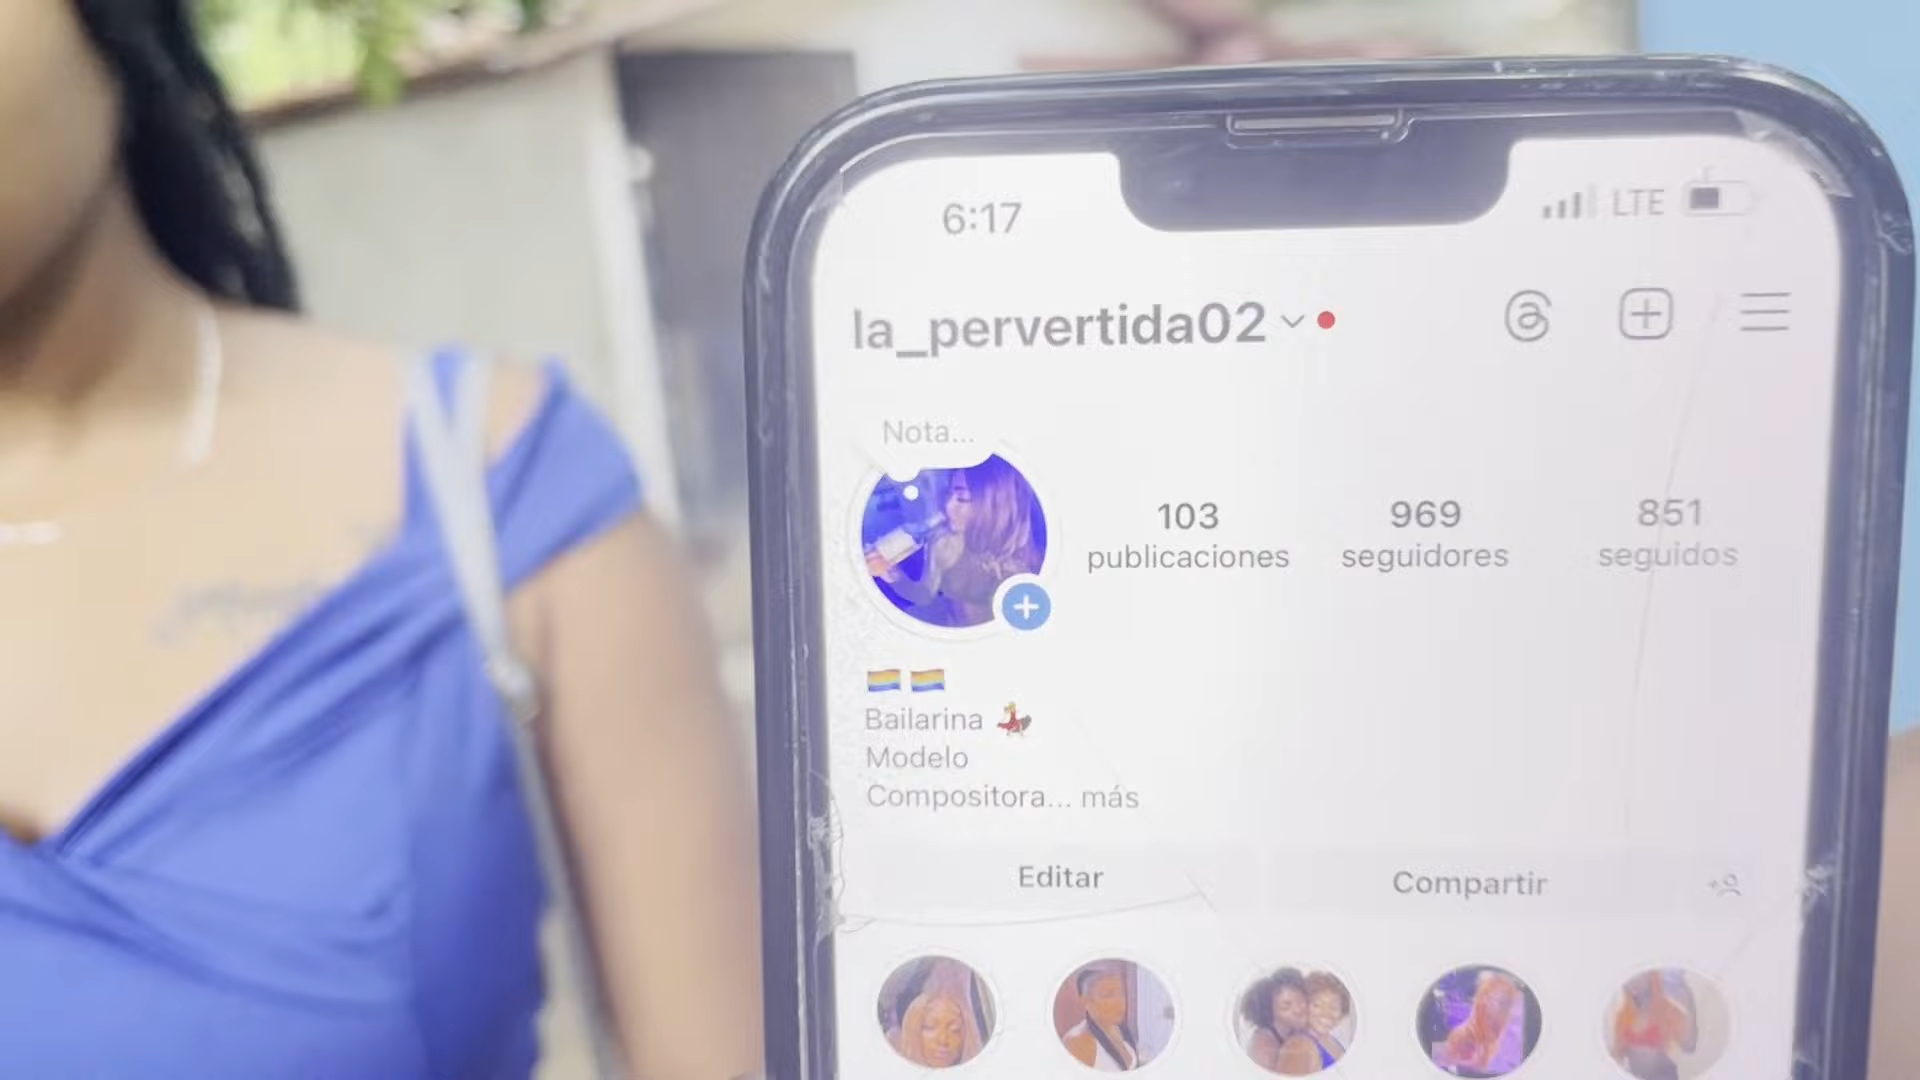 6:17
LTE
la_pervertida02
Nota...
103
publicaciones
969
seguidores
851
seguidos
Bailarina
Modelo
Compositora... más
Editar
Compartir